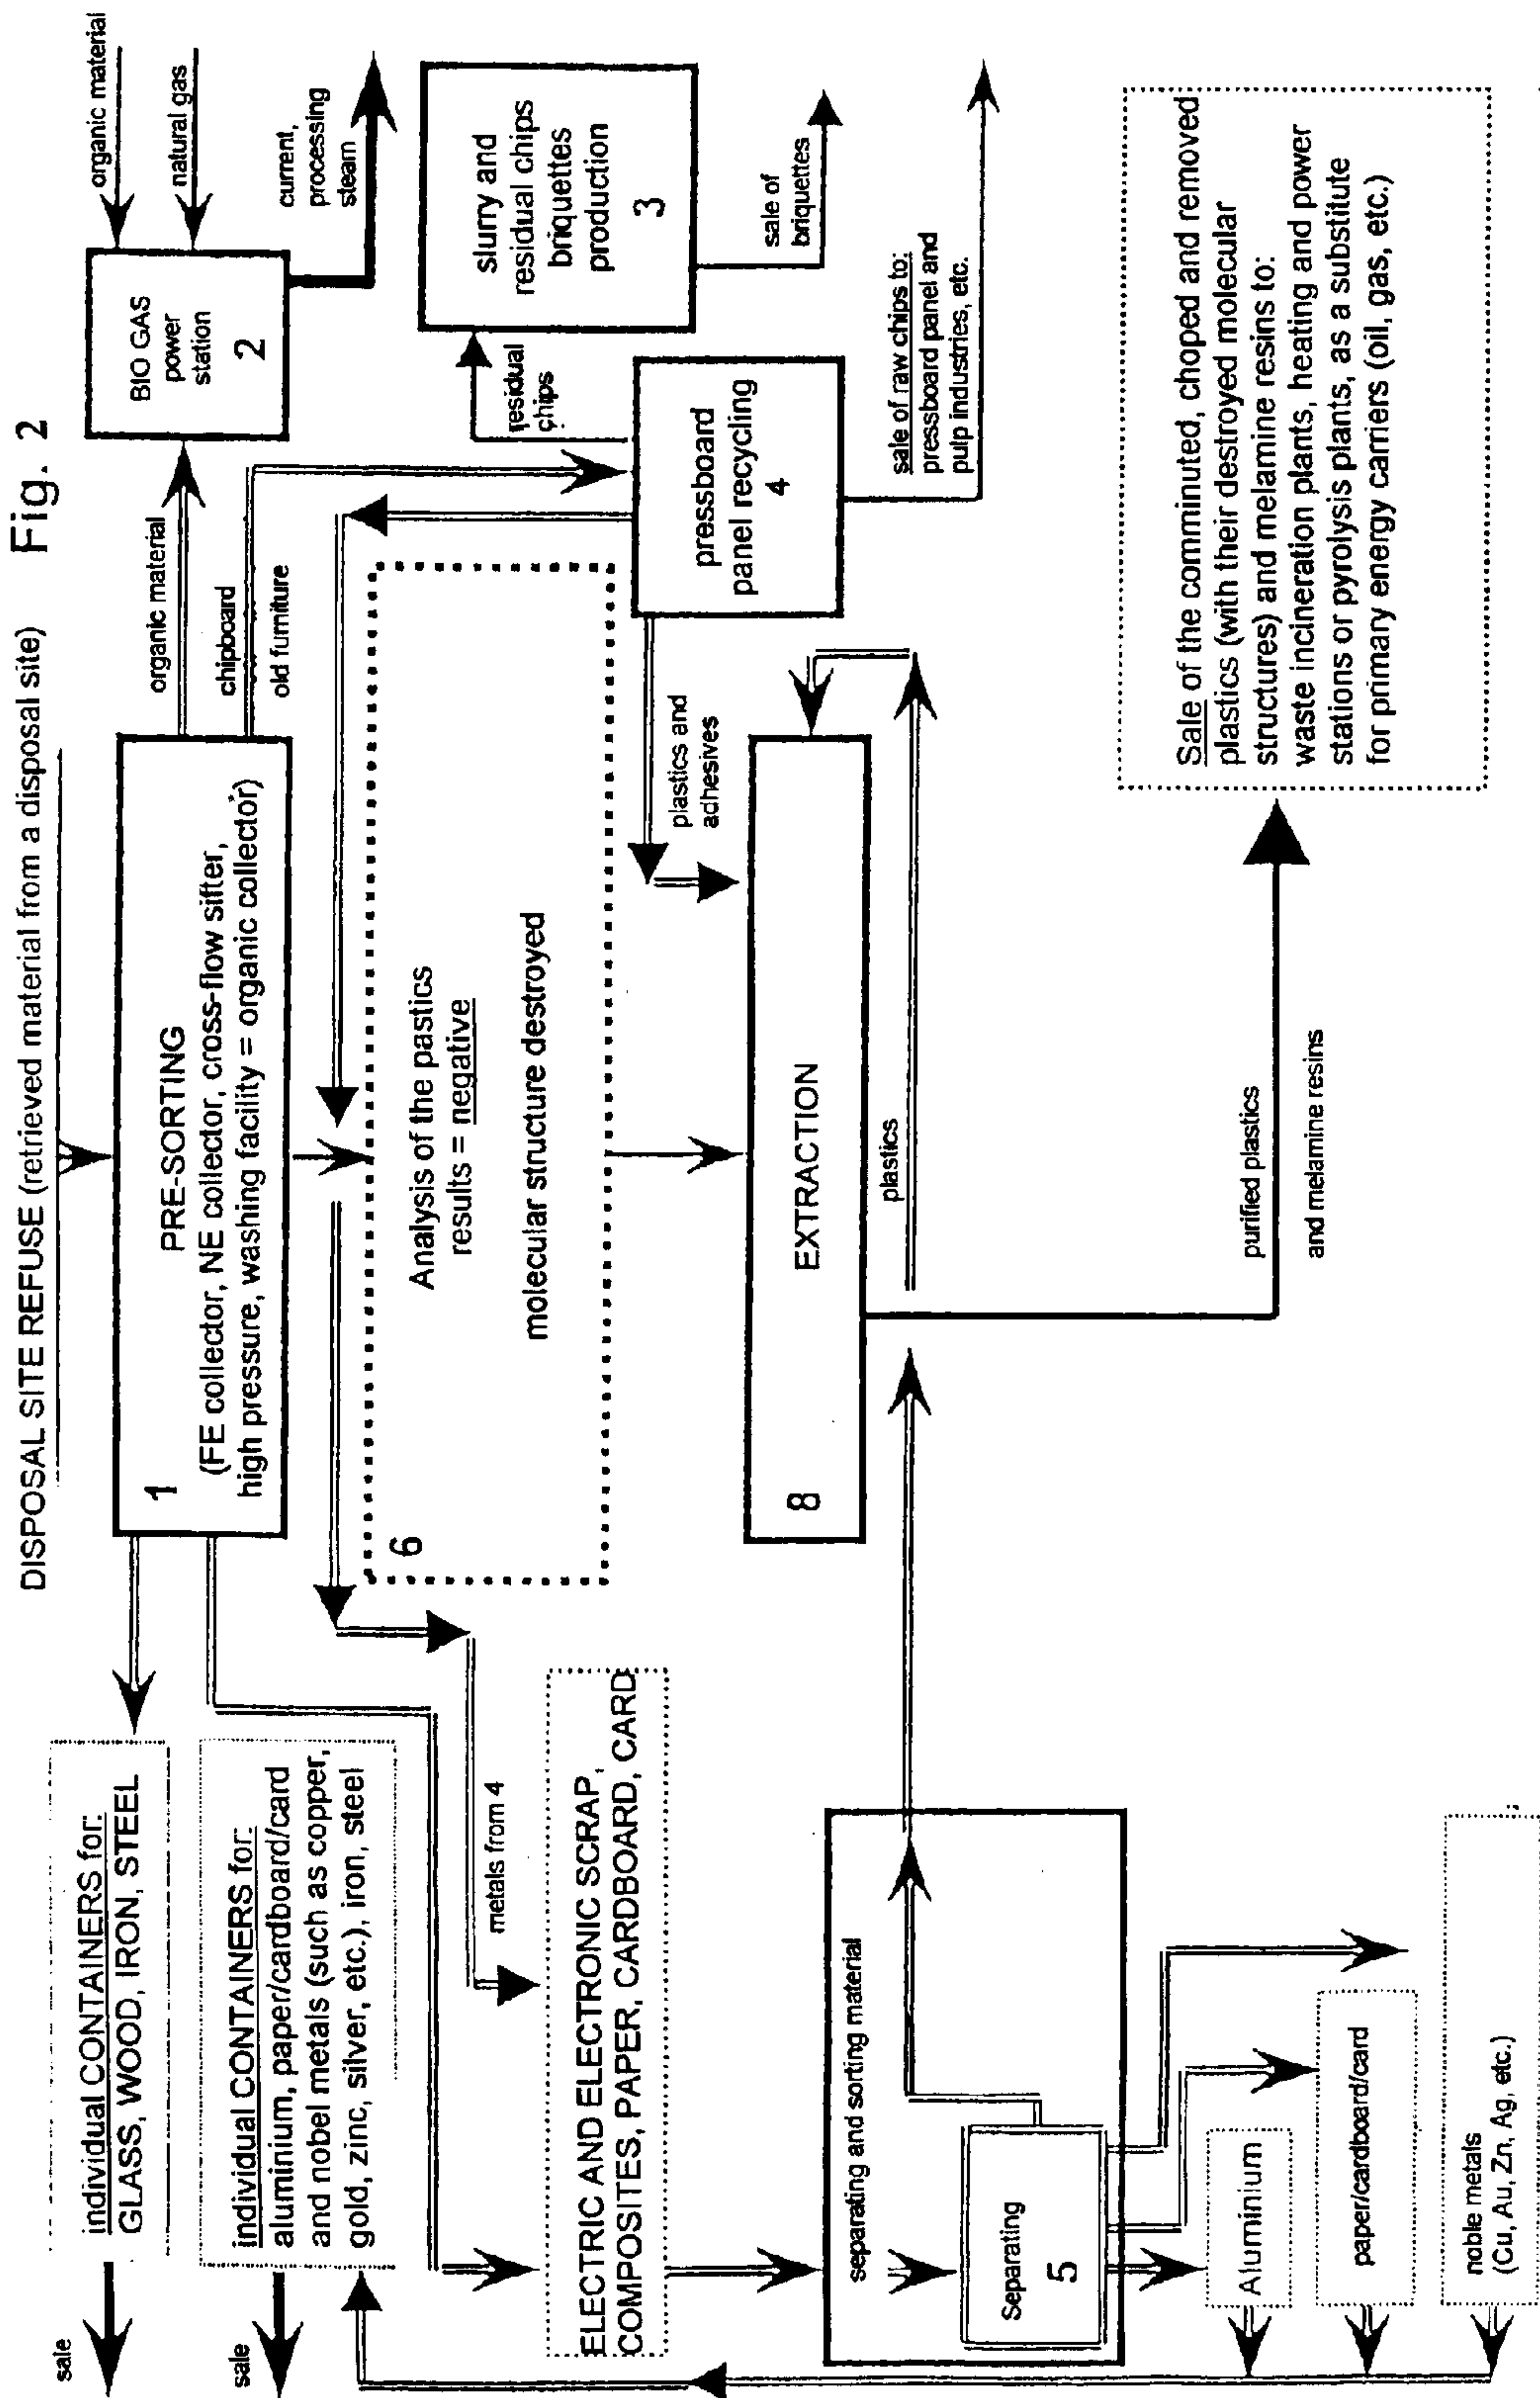 Fig. 2
DISPOSAL SITE REFUSE (retrieved material from a disposal site)
individual CONTAINERS for:
GLASS, WOOD, IRON, STEEL
sale
individual CONTAINERS for:
aluminium, paper/cardboard/card
and nobel metals (such as copper,
gold, zinc, silver, etc.), iron, steel
sale
1
PRE-SORTING
(FE collector, NE collector, cross-flow sifter,
high pressure, washing facility = organic collector)
organic material
chipboard
old furniture
BIO GAS
power
station
2
organic material
natural gas
current,
processing
steam
slurry and
residual chips
briquettes
production
3
residual
chips
sale of
briquettes
pressboard
panel recycling
4
sale of raw chips to:
pressboard panel and
pulp industries, etc.
6
Analysis of the pastics
results = negative
molecular structure destroyed
plastics and
adhesives
metals from 4
ELECTRIC AND ELECTRONIC SCRAP,
COMPOSITES, PAPER, CARDBOARD, CARD
8
EXTRACTION
plastics
separating and sorting material
Separating
5
Aluminium
paper/cardboard/card
noble metals
(Cu, Au, Zn, Ag, etc.)
purified plastics
and melamine resins
Sale of the comminuted, choped and removed
plastics (with their destroyed molecular
structures) and melamine resins to:
waste incineration plants, heating and power
stations or pyrolysis plants, as a substitute
for primary energy carriers (oil, gas, etc.)